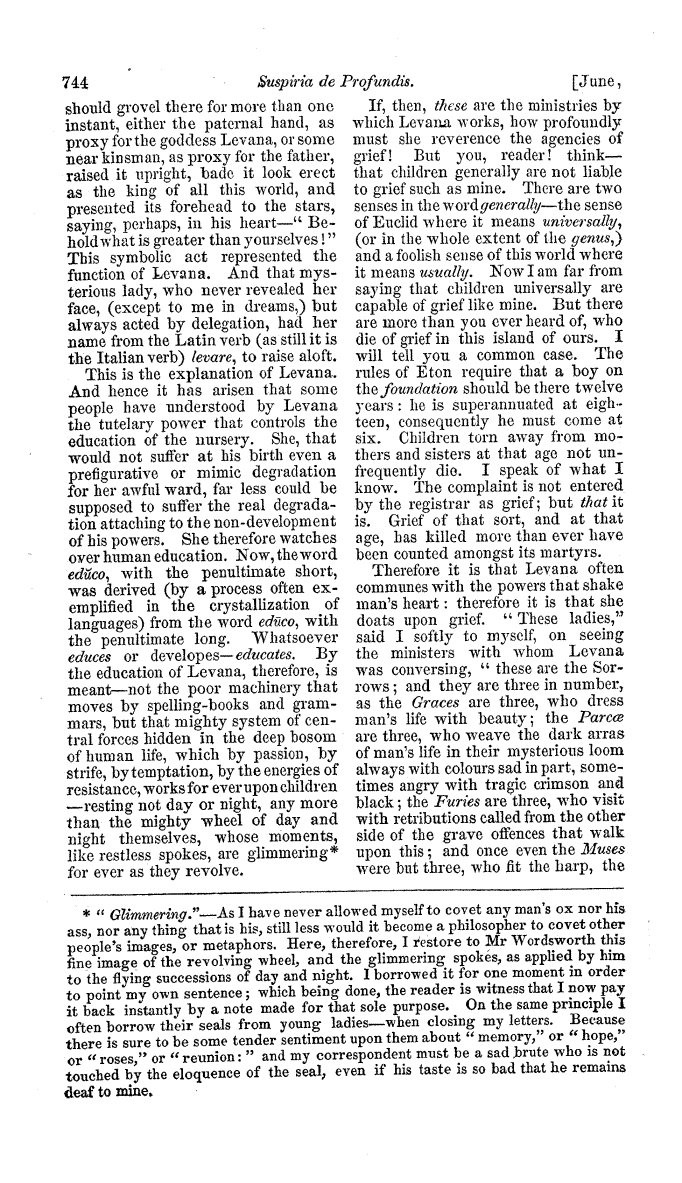 744 Suspiria de Profundis. [June,
should grovel there for more than one
instant, either the paternal hand, as
proxy for the goddess Levana, or some
near kinsman, as proxy for the father,
raised it upright, bade it look erect
as the king of all this world, and
presented its forehead to the stars,
saying, perhaps, in his heart—“ Be-
hold what is greater than yourselves!”
This symbolic act represented the
function of Levana. And that mys-
terious lady, who never revealed her
face, (except to me in dreams,) but
always acted by delegation, had her
name from the Latin verb (as still it is
the Italian verb) levare, to raise aloft.
This is the explanation of Levana.
And hence it has arisen that some
people have understood by Levana
the tutelary power that controls the
education of the nursery. She, that
would not suffer at his birth even a
prefigurative or mimic degradation
for her awful ward, far less could be
supposed to suffer the real degrada-
tion attaching to the non-development
of his powers. She therefore watches
over human education. Now, the word
edŭco, with the penultimate short,
was derived (by a process often ex-
emplified in the crystallization of
languages) from the word edūco, with
the penultimate long. Whatsoever
educes or developes—educates. By
the education of Levana, therefore, is
meant—not the poor machinery that
moves by spelling-books and gram-
mars, but that mighty system of cen-
tral forces hidden in the deep bosom
of human life, which by passion, by
strife, by temptation, by the energies of
resistance, works for ever upon children
—resting not day or night, any more
than the mighty wheel of day and
night themselves, whose moments,
like restless spokes, are glimmering*
for ever as they revolve.
If, then, these are the ministries by
which Levana works, how profoundly
must she reverence the agencies of
grief! But you, reader! think—
that children generally are not liable
to grief such as mine. There are two
senses in the word generally—the sense
of Euclid where it means universally,
(or in the whole extent of the genus,)
and a foolish sense of this world where
it means usually. Now I am far from
saying that children universally are
capable of grief like mine. But there
are more than you ever heard of, who
die of grief in this island of ours. I
will tell you a common case. The
rules of Eton require that a boy on
the foundation should be there twelve
years: he is superannuated at eigh-
teen, consequently he must come at
six. Children torn away from mo-
thers and sisters at that age not un-
frequently die. I speak of what I
know. The complaint is not entered
by the registrar as grief; but that it
is. Grief of that sort, and at that
age, has killed more than ever have
been counted amongst its martyrs.
Therefore it is that Levana often
communes with the powers that shake
man's heart: therefore it is that she
doats upon grief. “ These ladies,”
said I softly to myself, on seeing
the ministers with whom Levana
was conversing, “ these are the Sor-
rows; and they are three in number,
as the Graces are three, who dress
man's life with beauty; the Parcæ
are three, who weave the dark arras
of man's life in their mysterious loom
always with colours sad in part, some-
times angry with tragic crimson and
black; the Furies are three, who visit
with retributions called from the other
side of the grave offences that walk
upon this; and once even the Muses
were but three, who fit the harp, the
* “ Glimmering.”—As I have never allowed myself to covet any man's ox nor his
ass, nor any thing that is his, still less would it become a philosopher to covet other
people's images, or metaphors. Here, therefore, I restore to Mr Wordsworth this
fine image of the revolving wheel, and the glimmering spokes, as applied by him
to the flying successions of day and night. I borrowed it for one moment in order
to point my own sentence; which being done, the reader is witness that I now pay
it back instantly by a note made for that sole purpose. On the same principle I
often borrow their seals from young ladies—when closing my letters. Because
there is sure to be some tender sentiment upon them about “ memory,” or “ hope,”
or “ roses,” or “ reunion: ” and my correspondent must be a sad brute who is not
touched by the eloquence of the seal, even if his taste is so bad that he remains
deaf to mine.